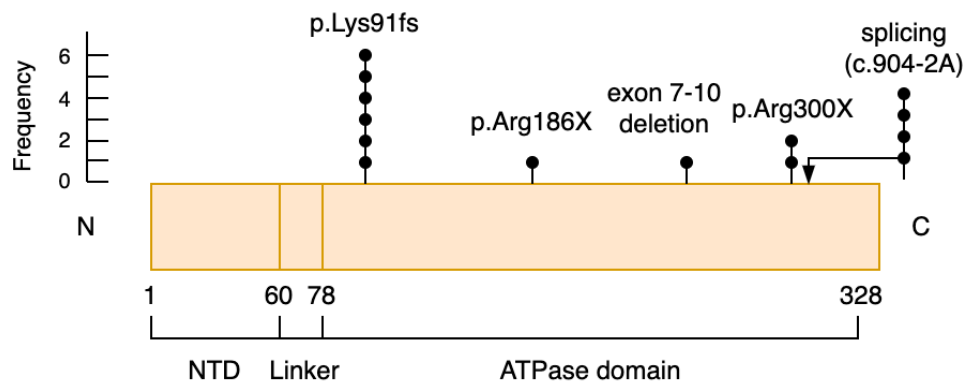 p.Lys91fs
splicing
(c.904-2A)
exon 7-10
deletion
p.Arg186X
p.Arg300X
Frequency
6
4
2
0
N
C
1
60
78
328
NTD
Linker
ATPase domain